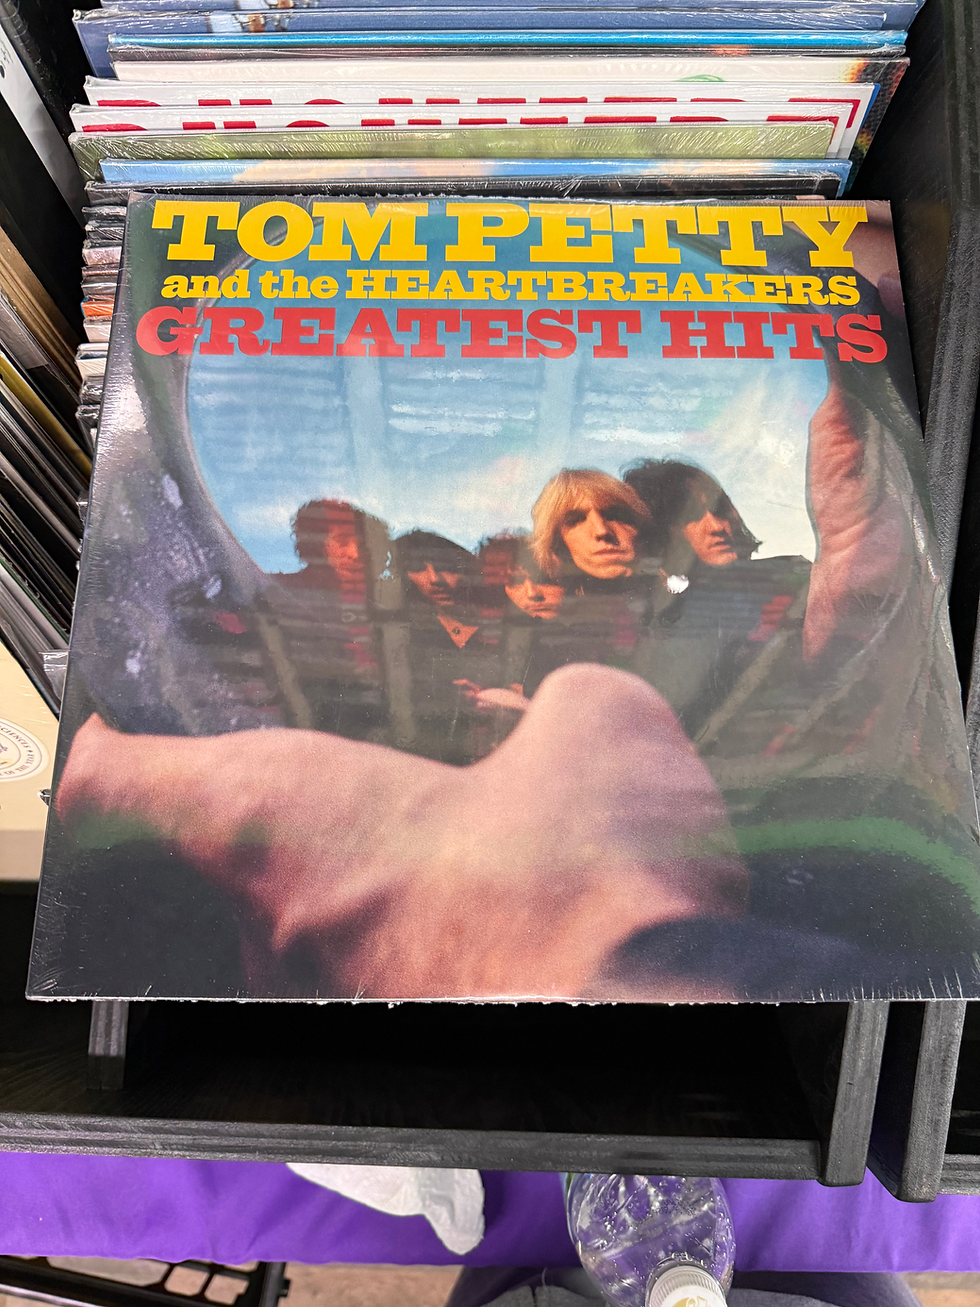 TOM PETTY
and the HEARTBREAKERS
GREATEST HITS